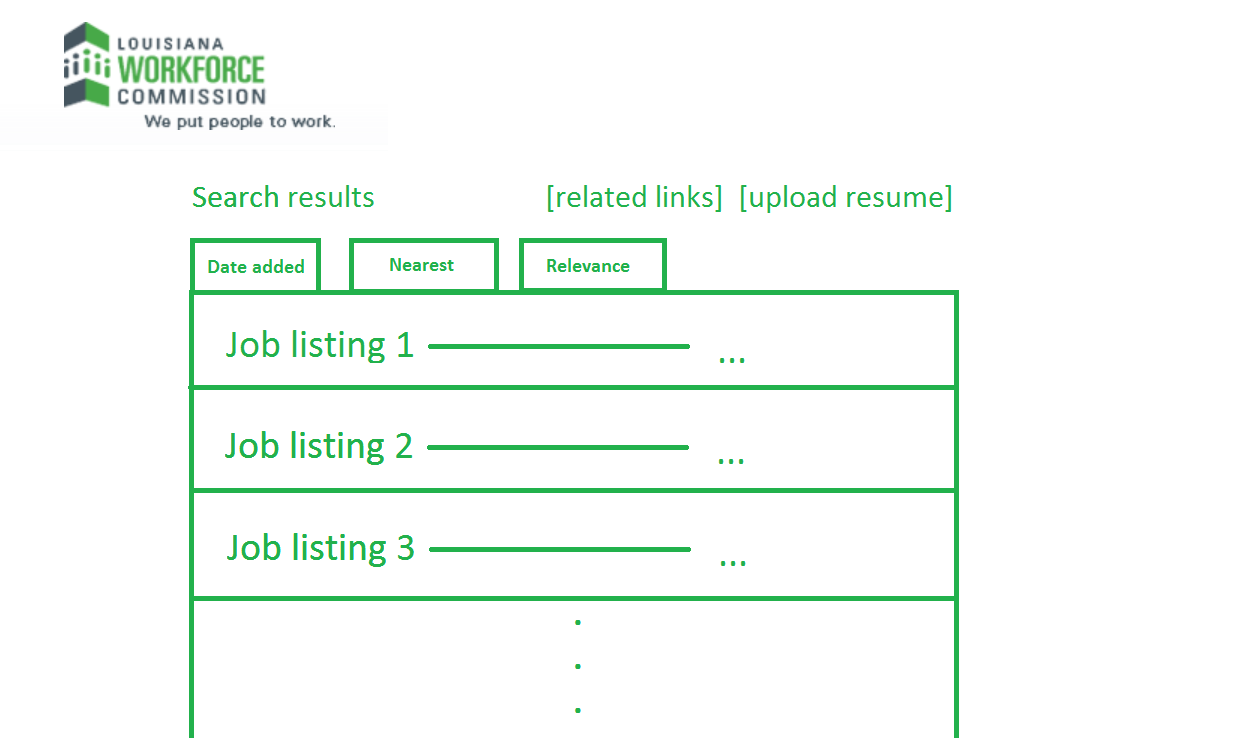 LOUISIANA
WORKFORCE
COMMISSION
We put people to work.
Search results [related links] [upload resume]
Date added Nearest Relevance
Job listing 1 ...
Job listing 2 ...
Job listing 3 ...
.
.
.